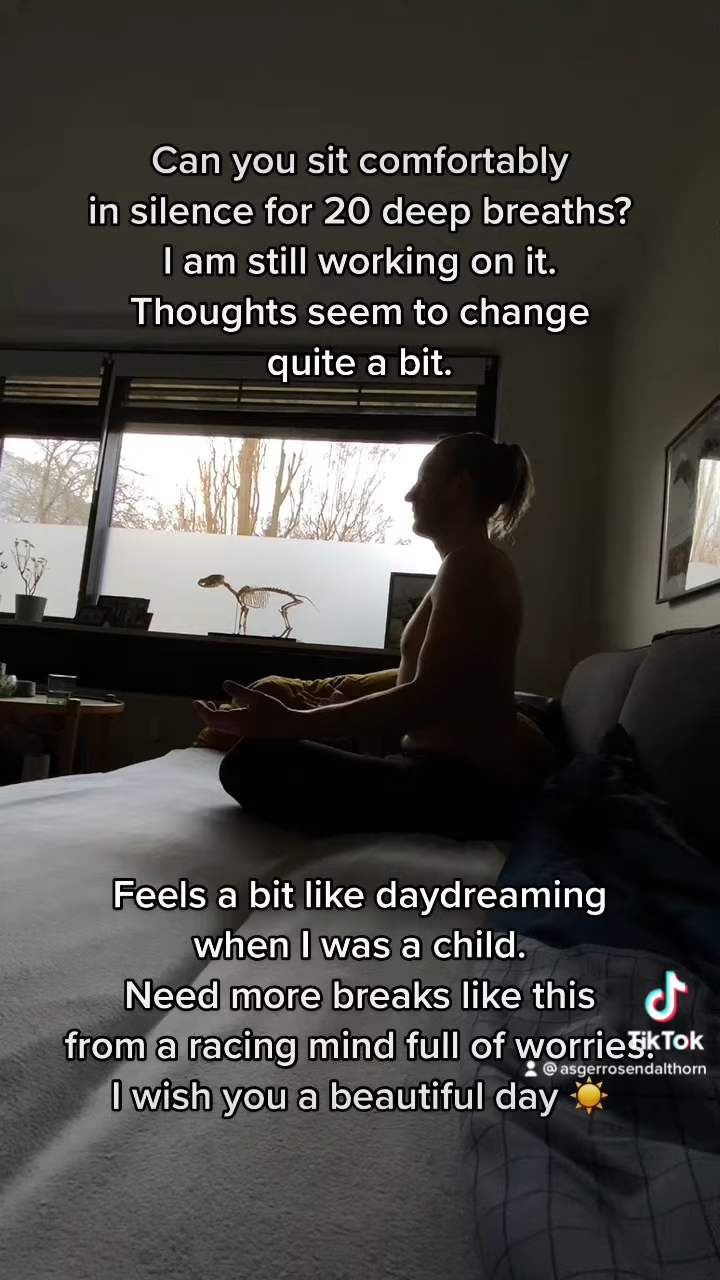 Can you sit comfortably
in silence for 20 deep breaths?
I am still working on it.
Thoughts seem to change
quite a bit.
Feels a bit like daydreaming
when I was a child.
Need more breaks like this
from a racing mind full of worries.
I wish you a beautiful day ☀️
TikTok
@asgerrosendalthorn